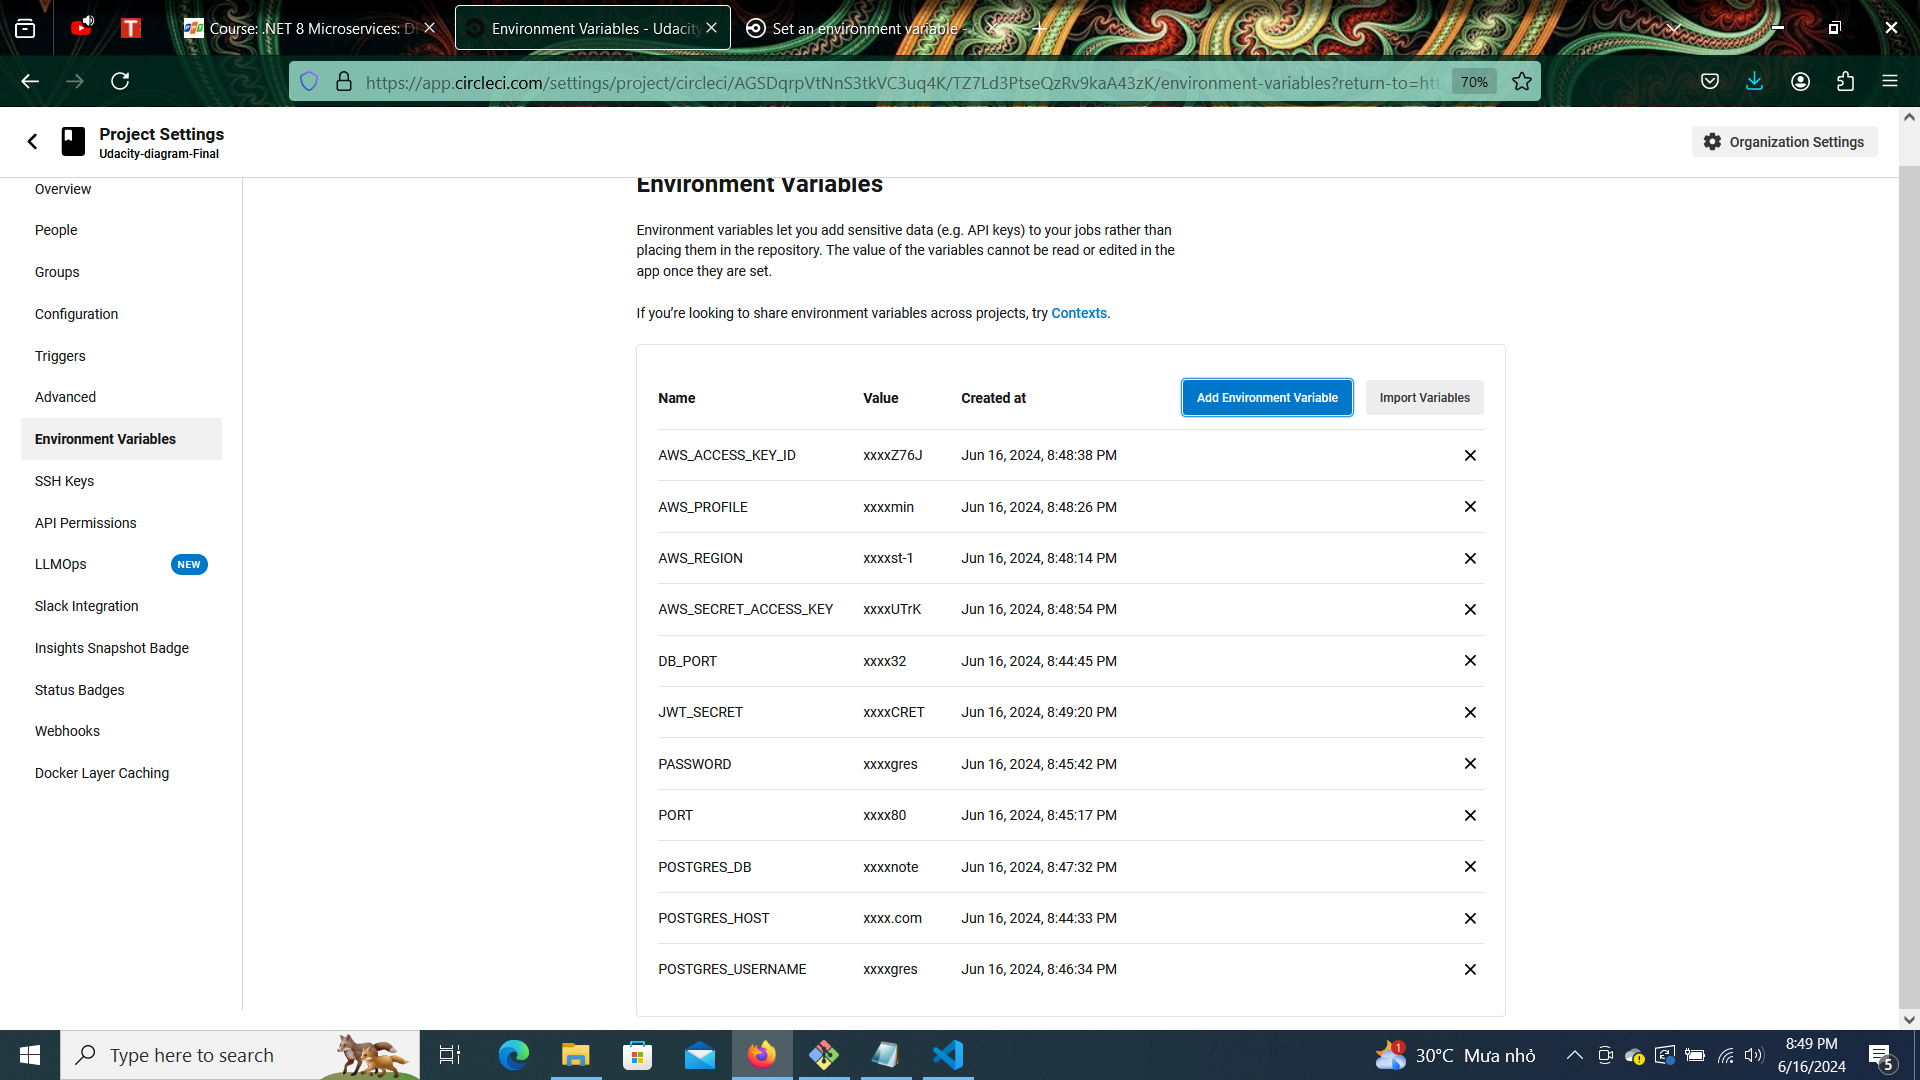 Course: .NET 8 Microservices: D
Environment Variables - Udacity
Set an environment variable -
https://app.circleci.com/settings/project/circleci/AGSDqrpVtNnS3tkVC3uq4K/TZ7Ld3PtseQzRv9kaA43zK/environment-variables?return-to=htt
70%
Project Settings
Udacity-diagram-Final
Organization Settings
Overview
People
Groups
Configuration
Triggers
Advanced
Environment Variables
SSH Keys
API Permissions
LLMOps NEW
Slack Integration
Insights Snapshot Badge
Status Badges
Webhooks
Docker Layer Caching
Environment Variables
Environment variables let you add sensitive data (e.g. API keys) to your jobs rather than
placing them in the repository. The value of the variables cannot be read or edited in the
app once they are set.
If you're looking to share environment variables across projects, try Contexts.
Name Value Created at Add Environment Variable Import Variables
AWS_ACCESS_KEY_ID xxxxZ76J Jun 16, 2024, 8:48:38 PM
AWS_PROFILE xxxxmin Jun 16, 2024, 8:48:26 PM
AWS_REGION xxxxst-1 Jun 16, 2024, 8:48:14 PM
AWS_SECRET_ACCESS_KEY xxxxUTrK Jun 16, 2024, 8:48:54 PM
DB_PORT xxxx32 Jun 16, 2024, 8:44:45 PM
JWT_SECRET xxxxCRET Jun 16, 2024, 8:49:20 PM
PASSWORD xxxxgres Jun 16, 2024, 8:45:42 PM
PORT xxxx80 Jun 16, 2024, 8:45:17 PM
POSTGRES_DB xxxxnote Jun 16, 2024, 8:47:32 PM
POSTGRES_HOST xxxx.com Jun 16, 2024, 8:44:33 PM
POSTGRES_USERNAME xxxxgres Jun 16, 2024, 8:46:34 PM
Type here to search
1
30°C Mưa nhỏ
8:49 PM
6/16/2024
5